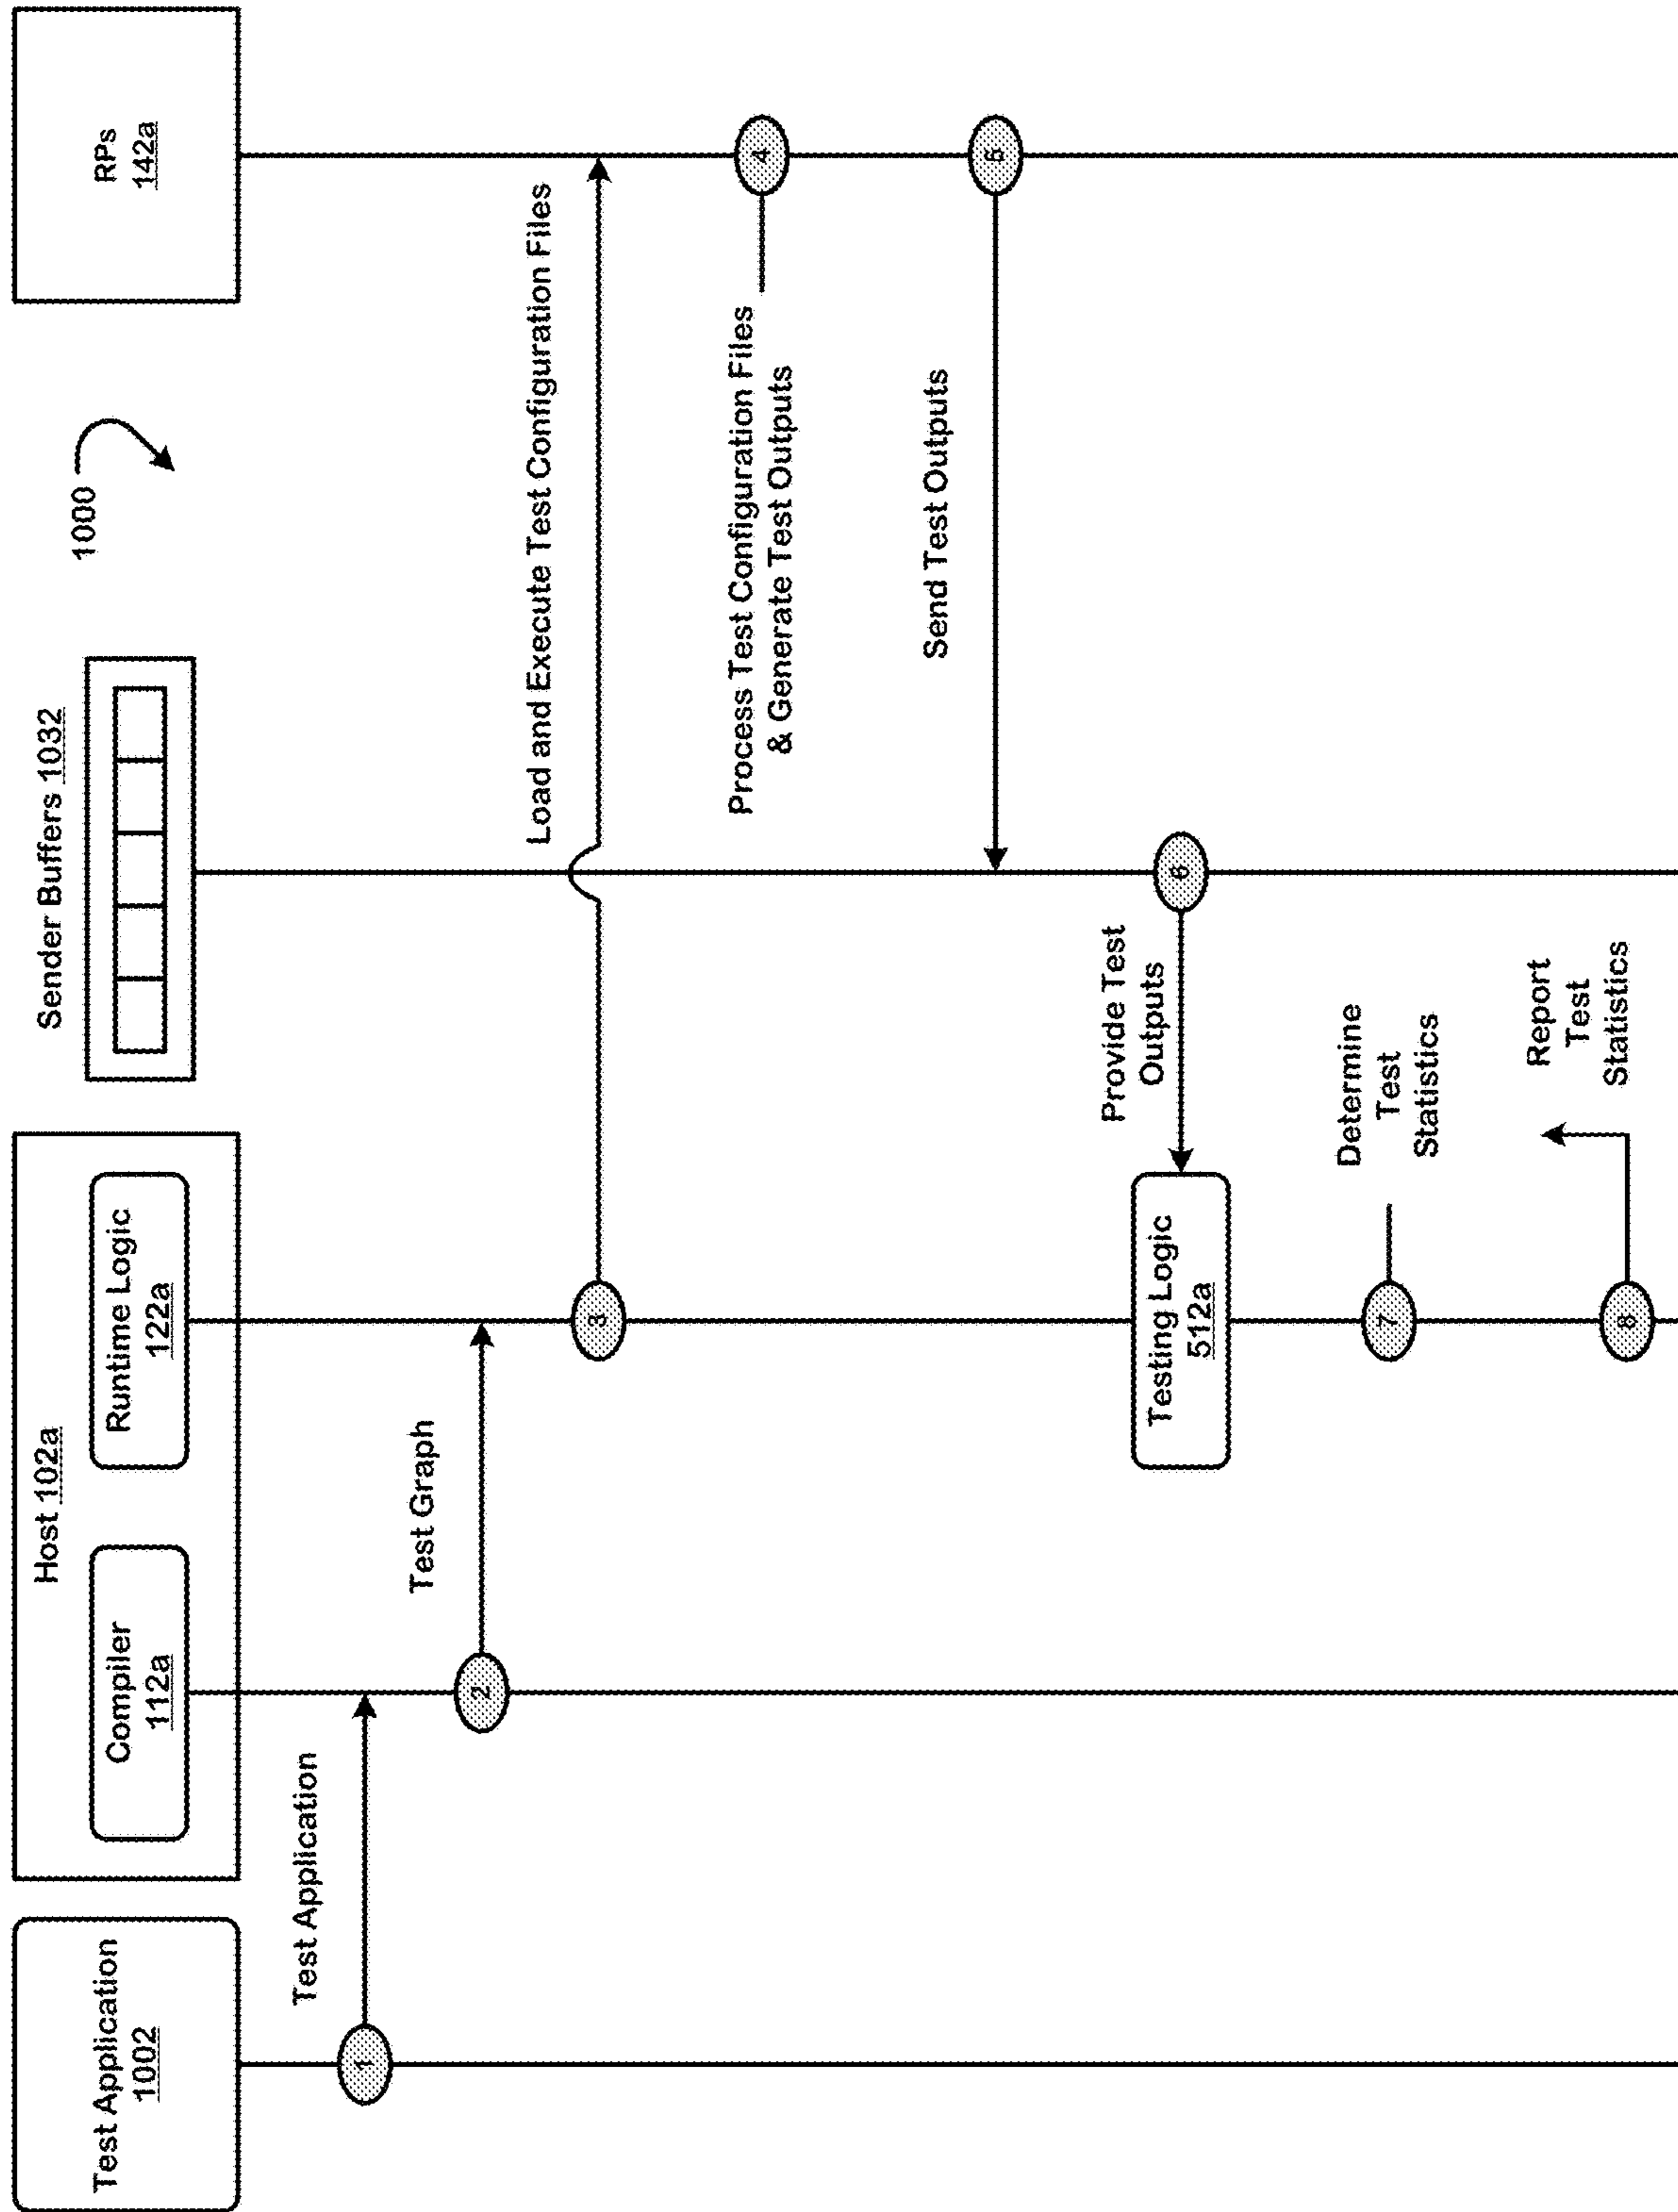 Test Application
1002
Host 102a
Compiler
112a
Runtime Logic
122a
Sender Buffers 1032
1000
RPs
142a
1
Test Application
2
Test Graph
3
Load and Execute Test Configuration Files
4
Process Test Configuration Files
& Generate Test Outputs
5
Send Test Outputs
6
Provide Test
Outputs
Testing Logic
512a
7
Determine
Test
Statistics
8
Report
Test
Statistics